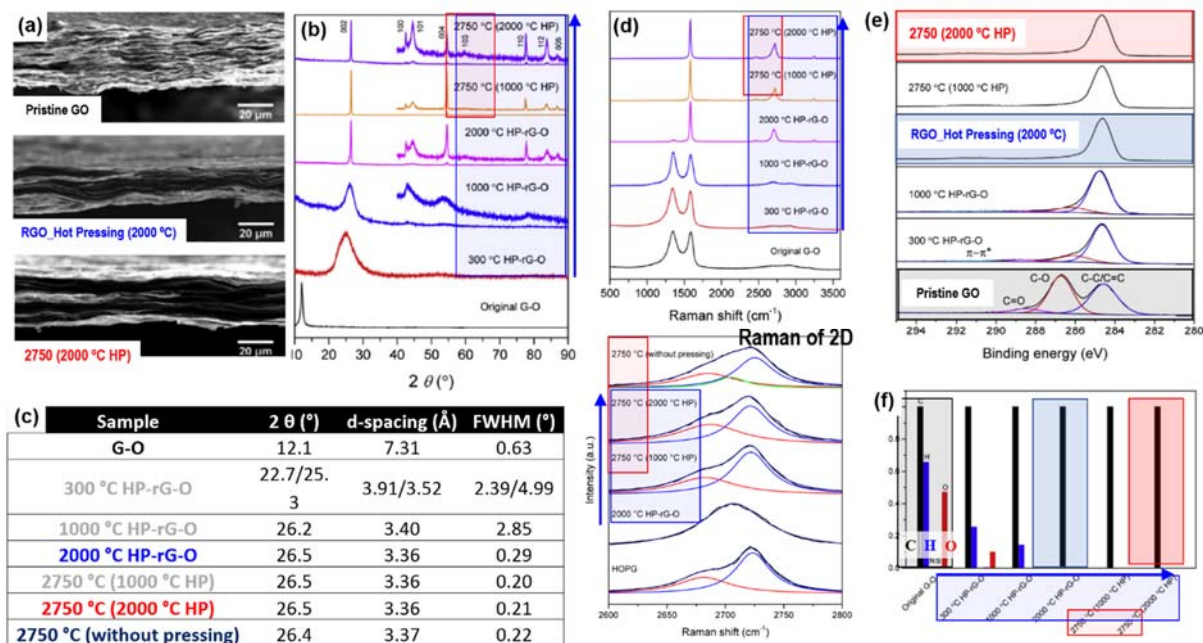 (a)
20 μm
Pristine GO
20 μm
RGO_Hot Pressing (2000 ºC)
20 μm
2750 (2000 ºC HP)
(b)
002
100
101
004
103
110
112
006
2750 °C (2000 °C HP)
2750 °C (1000 °C HP)
2000 °C HP-rG-O
1000 °C HP-rG-O
300 °C HP-rG-O
Original G-O
10 20 30 40 50 60 70 80 90
2 θ (°)
(c)
Sample 2 θ (°) d-spacing (Å) FWHM (°)
G-O 12.1 7.31 0.63
300 °C HP-rG-O 22.7/25.
3 3.91/3.52 2.39/4.99
1000 °C HP-rG-O 26.2 3.40 2.85
2000 °C HP-rG-O 26.5 3.36 0.29
2750 °C (1000 °C HP) 26.5 3.36 0.20
2750 °C (2000 °C HP) 26.5 3.36 0.21
2750 °C (without pressing) 26.4 3.37 0.22
(d)
2750 °C (2000 °C HP)
2750 °C (1000 °C HP)
2000 °C HP-rG-O
1000 °C HP-rG-O
300 °C HP-rG-O
Original G-O
500 1000 1500 2000 2500 3000 3500
Raman shift (cm⁻¹)
Raman of 2D
2750 °C (without pressing)
2750 °C (2000 °C HP)
2750 °C (1000 °C HP)
2000 °C HP-rG-O
HOPG
Intensity (a.u.)
2600 2650 2700 2750 2800
Raman shift (cm⁻¹)
(e)
2750 (2000 ºC HP)
2750 °C (1000 °C HP)
RGO_Hot Pressing (2000 ºC)
1000 °C HP-rG-O
300 °C HP-rG-O
π−π*
Pristine GO
C=O
C-O
C-C/C=C
294 292 290 288 286 284 282 280
Binding energy (eV)
(f)
0.8
0.6
0.4
0.2
0.0
C
H
O
C H O
N S
Original G-O
300 °C HP-rG-O
1000 °C HP-rG-O
2000 °C HP-rG-O
2750 °C (1000 °C HP)
2750 °C (2000 °C HP)